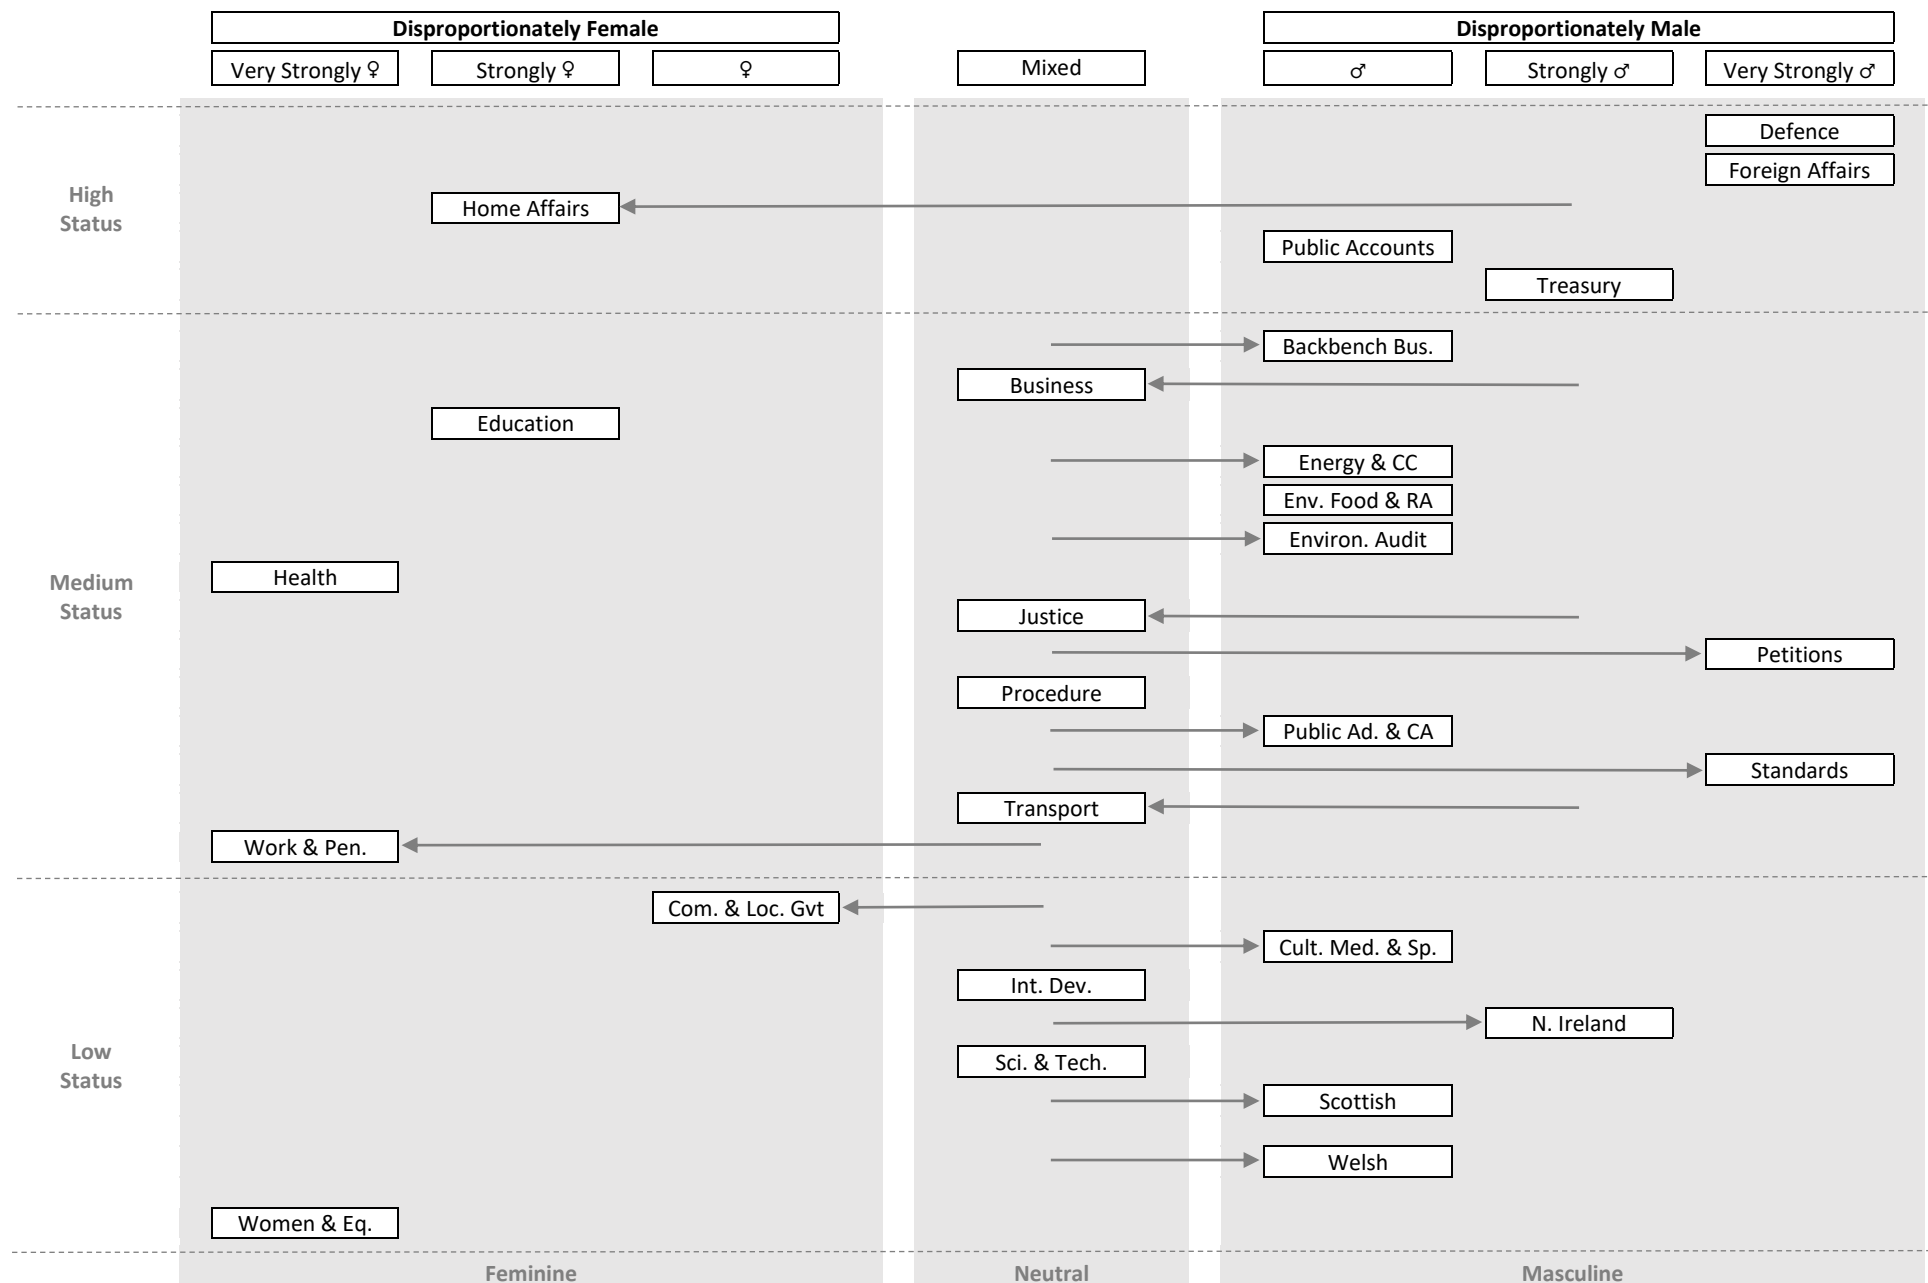 Disproportionately Female
Disproportionately Male
Very Strongly ♀
Strongly ♀
♀
Mixed
♂
Strongly ♂
Very Strongly ♂
High
Status
Defence
Foreign Affairs
Home Affairs
Public Accounts
Treasury
Medium
Status
Backbench Bus.
Business
Education
Energy & CC
Env. Food & RA
Environ. Audit
Health
Justice
Petitions
Procedure
Public Ad. & CA
Standards
Transport
Work & Pen.
Low
Status
Com. & Loc. Gvt
Cult. Med. & Sp.
Int. Dev.
N. Ireland
Sci. & Tech.
Scottish
Welsh
Women & Eq.
Feminine
Neutral
Masculine